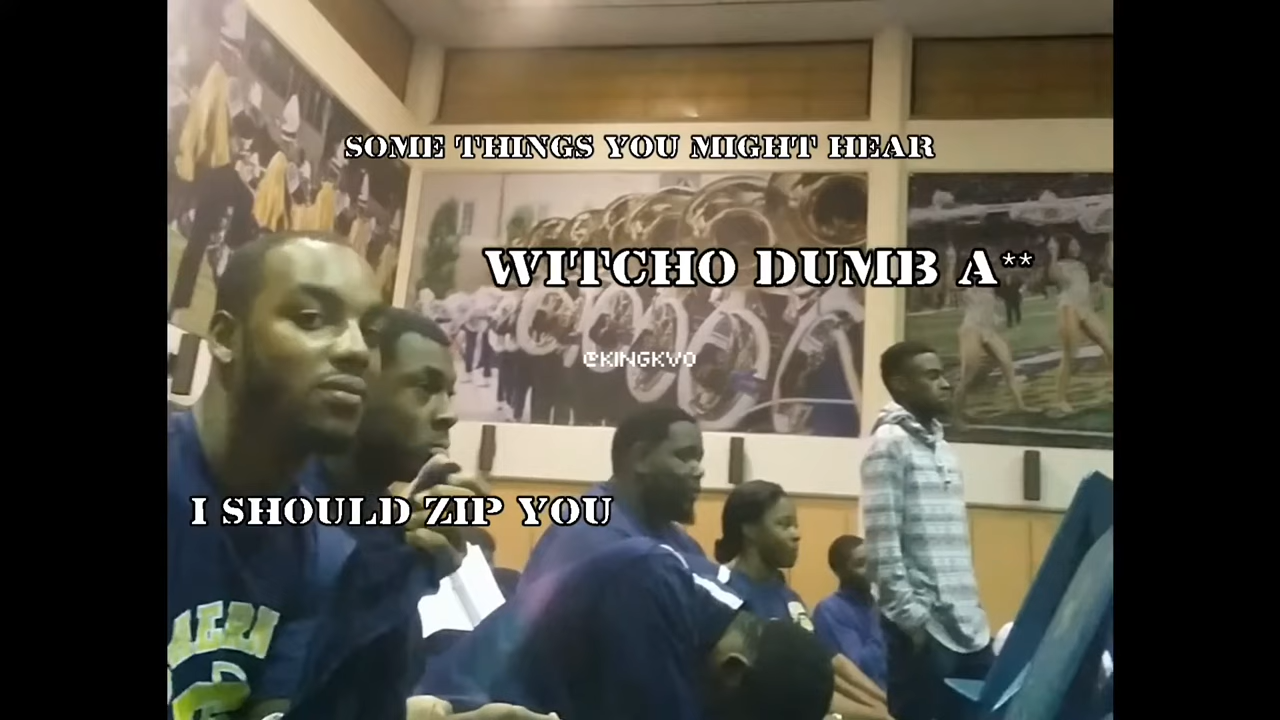 SOME THINGS YOU MIGHT HEAR
WITCHO DUMB A**
@KINGKVO
I SHOULD ZIP YOU